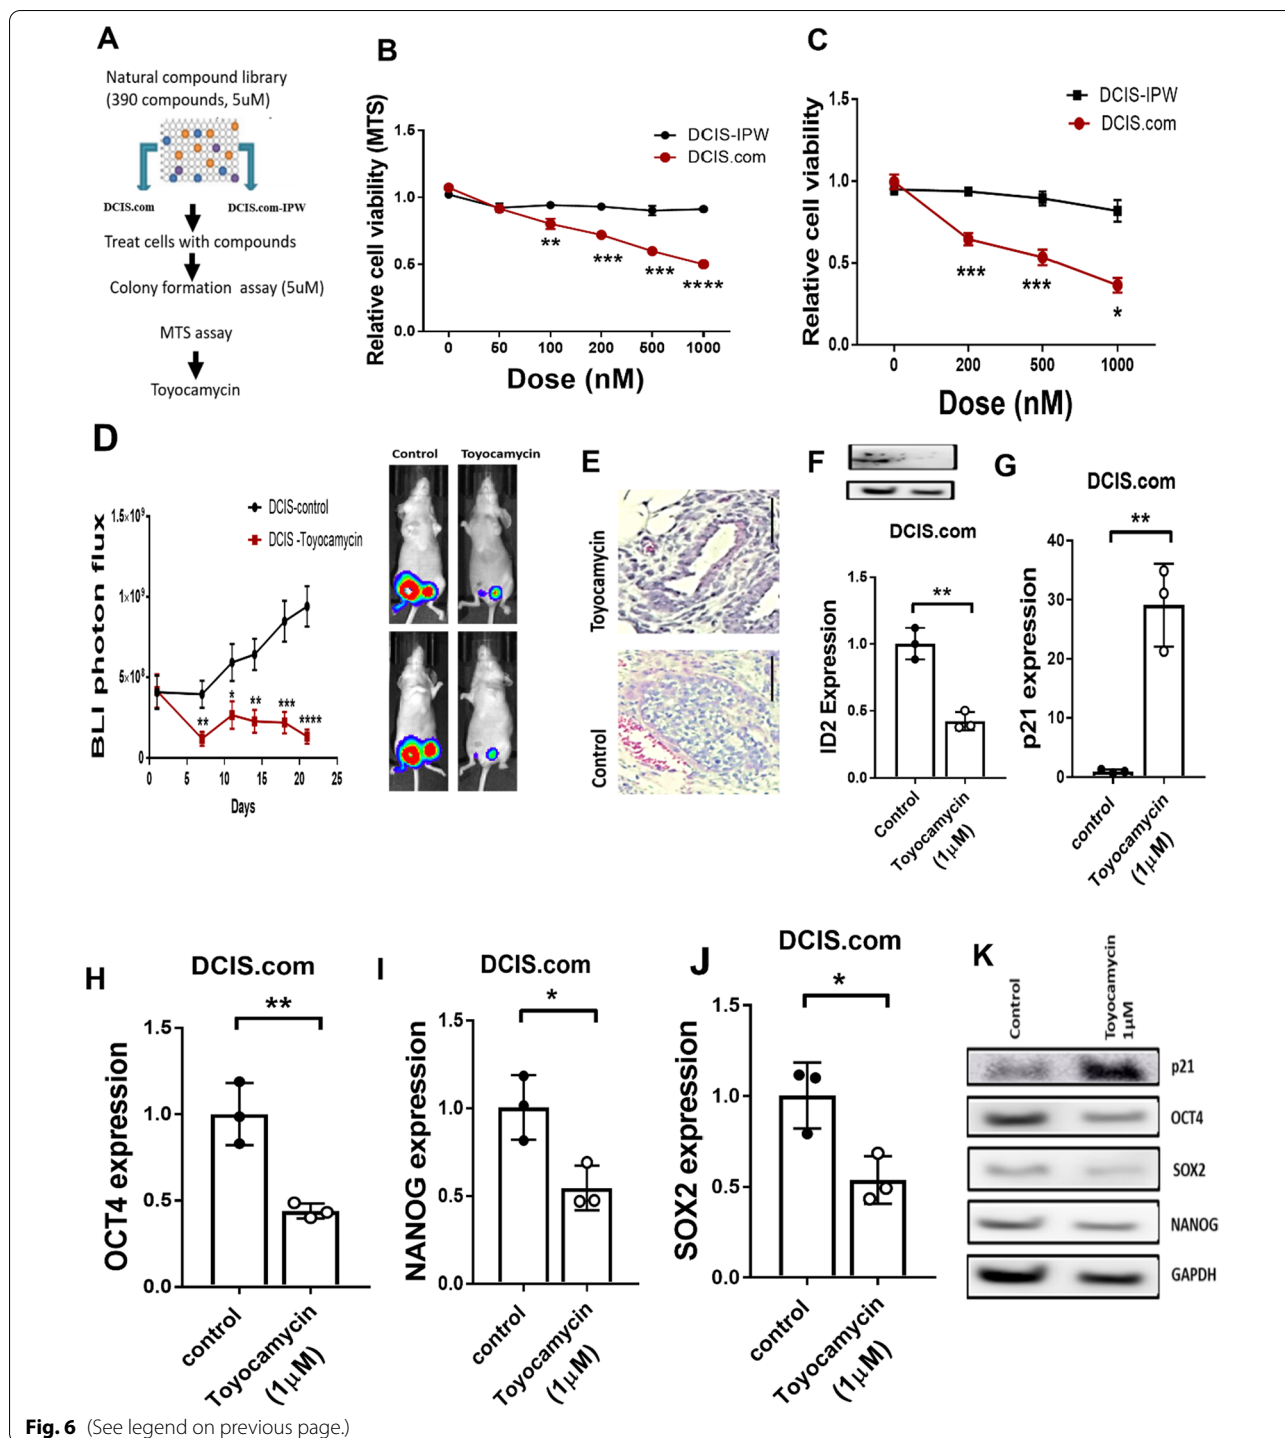 A
Natural compound library
(390 compounds, 5uM)
DCIS.com
DCIS.com-IPW
Treat cells with compounds
Colony formation assay (5uM)
MTS assay
Toyocamycin
B
Relative cell viability (MTS)
1.5
1.0
0.5
0.0
DCIS-IPW
DCIS.com
**
***
***
****
0 50 100 200 500 1000
Dose (nM)
C
Relative cell viability
1.5
1.0
0.5
0.0
DCIS-IPW
DCIS.com
***
***
*
0 200 500 1000
Dose (nM)
D
BLI photon flux
1.5×10⁹
1×10⁹
5×10⁸
0
DCIS-control
DCIS -Toyocamycin
**
*
**
***
****
0 5 10 15 20 25
Days
Control Toyocamycin
E
Toyocamycin
Control
F
DCIS.com
ID2 Expression
1.5
1.0
0.5
0.0
**
Control
Toyocamycin
(1μM)
G
DCIS.com
p21 expression
40
30
20
10
0
**
control
Toyocamycin
(1μM)
H
DCIS.com
OCT4 expression
1.5
1.0
0.5
0.0
**
control
Toyocamycin
(1μM)
I
DCIS.com
NANOG expression
1.5
1.0
0.5
0.0
*
control
Toyocamycin
(1μM)
J
DCIS.com
SOX2 expression
1.5
1.0
0.5
0.0
*
control
Toyocamycin
(1μM)
K
Control
Toyocamycin
1μM
p21
OCT4
SOX2
NANOG
GAPDH
Fig. 6 (See legend on previous page.)